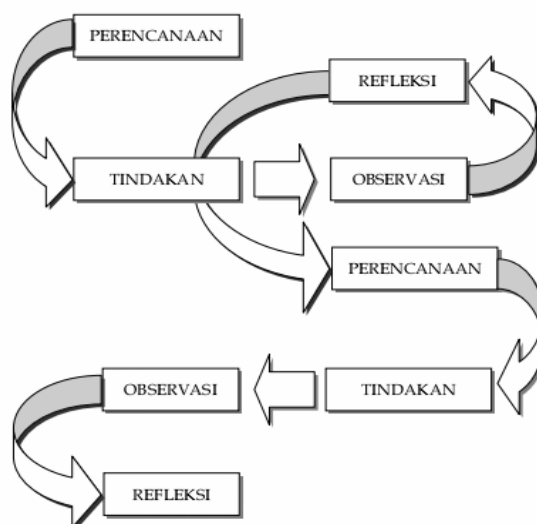 PERENCANAAN
REFLEKSI
TINDAKAN
OBSERVASI
PERENCANAAN
OBSERVASI
TINDAKAN
REFLEKSI